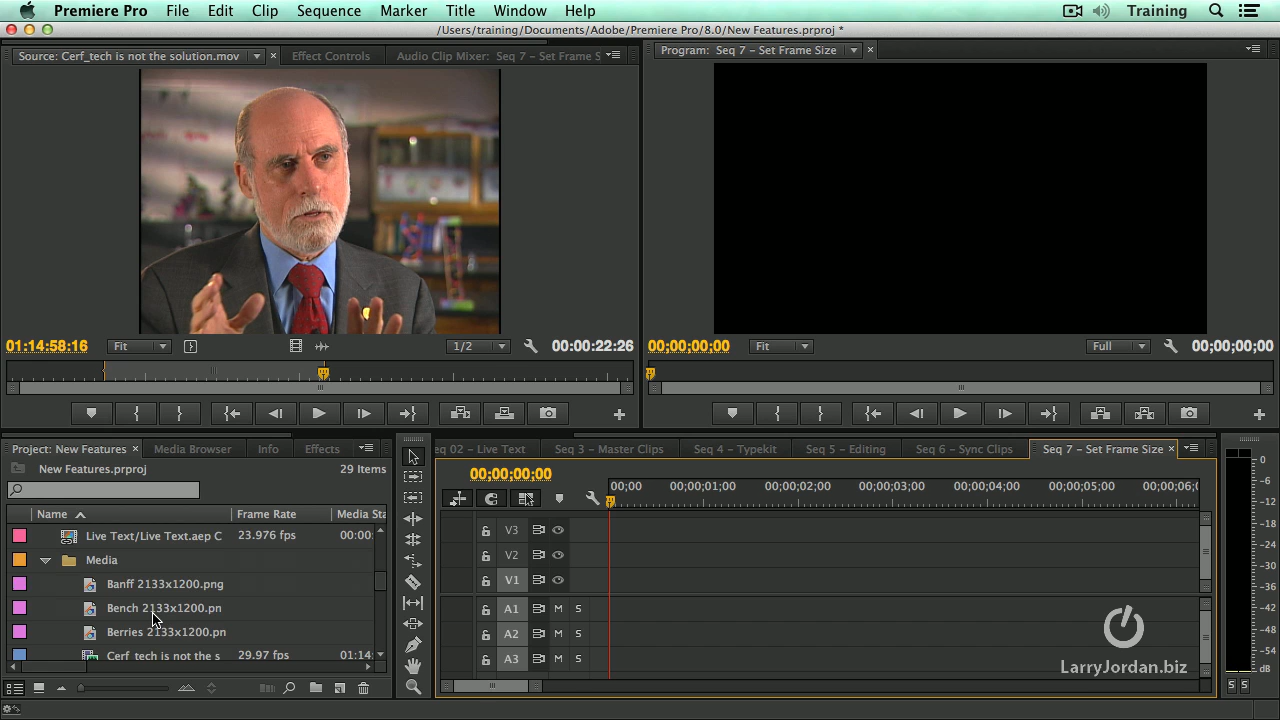 Premiere Pro File Edit Clip Sequence Marker Title Window Help Training
/Users/training/Documents/Adobe/Premiere Pro/8.0/New Features.prproj *
Source: Cerf_tech is not the solution.mov Effect Controls Audio Clip Mixer: Seq 7 – Set Frame S
Program: Seq 7 – Set Frame Size
01:14:58:16 Fit 1/2 00:00:22:26
00;00;00;00 Fit Full 00;00;00;00
Project: New Features Media Browser Info Effects
New Features.prproj 29 Items
Name Frame Rate Media Sta
Live Text/Live Text.aep C 23.976 fps 00:00:
Media
Banff 2133x1200.png
Bench 2133x1200.pn
Berries 2133x1200.pn
Cerf_tech is not the s 29.97 fps 01:14:
eq 02 – Live Text Seq 3 – Master Clips Seq 4 – Typekit Seq 5 – Editing Seq 6 – Sync Clips Seq 7 – Set Frame Size
00;00;00;00
00;00 00;00;01;00 00;00;02;00 00;00;03;00 00;00;04;00 00;00;05;00 00;00;06;(
V3
V2
V1
A1 M S
A2 M S
A3 M S
LarryJordan.biz
0
-6
-12
-18
-24
-30
-36
-42
-48
-54
dB
S S